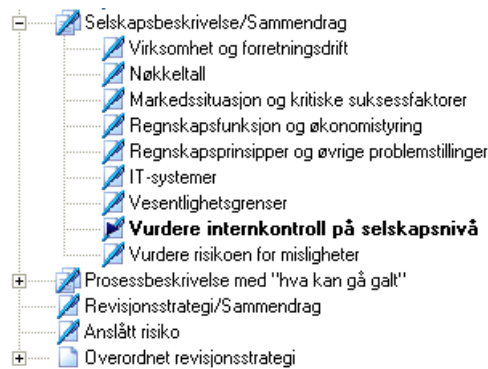 Selskapsbeskrivelse/Sammendrag
Virksomhet og forretningsdrift
Nøkkeltall
Markedssituasjon og kritiske suksessfaktorer
Regnskapsfunksjon og økonomistyring
Regnskapsprinsipper og øvrige problemstillinger
IT-systemer
Vesentlighetsgrenser
Vurdere internkontroll på selskapsnivå
Vurdere risikoen for misligheter
Prosessbeskrivelse med "hva kan gå galt"
Revisjonsstrategi/Sammendrag
Anslått risiko
Overordnet revisjonsstrategi